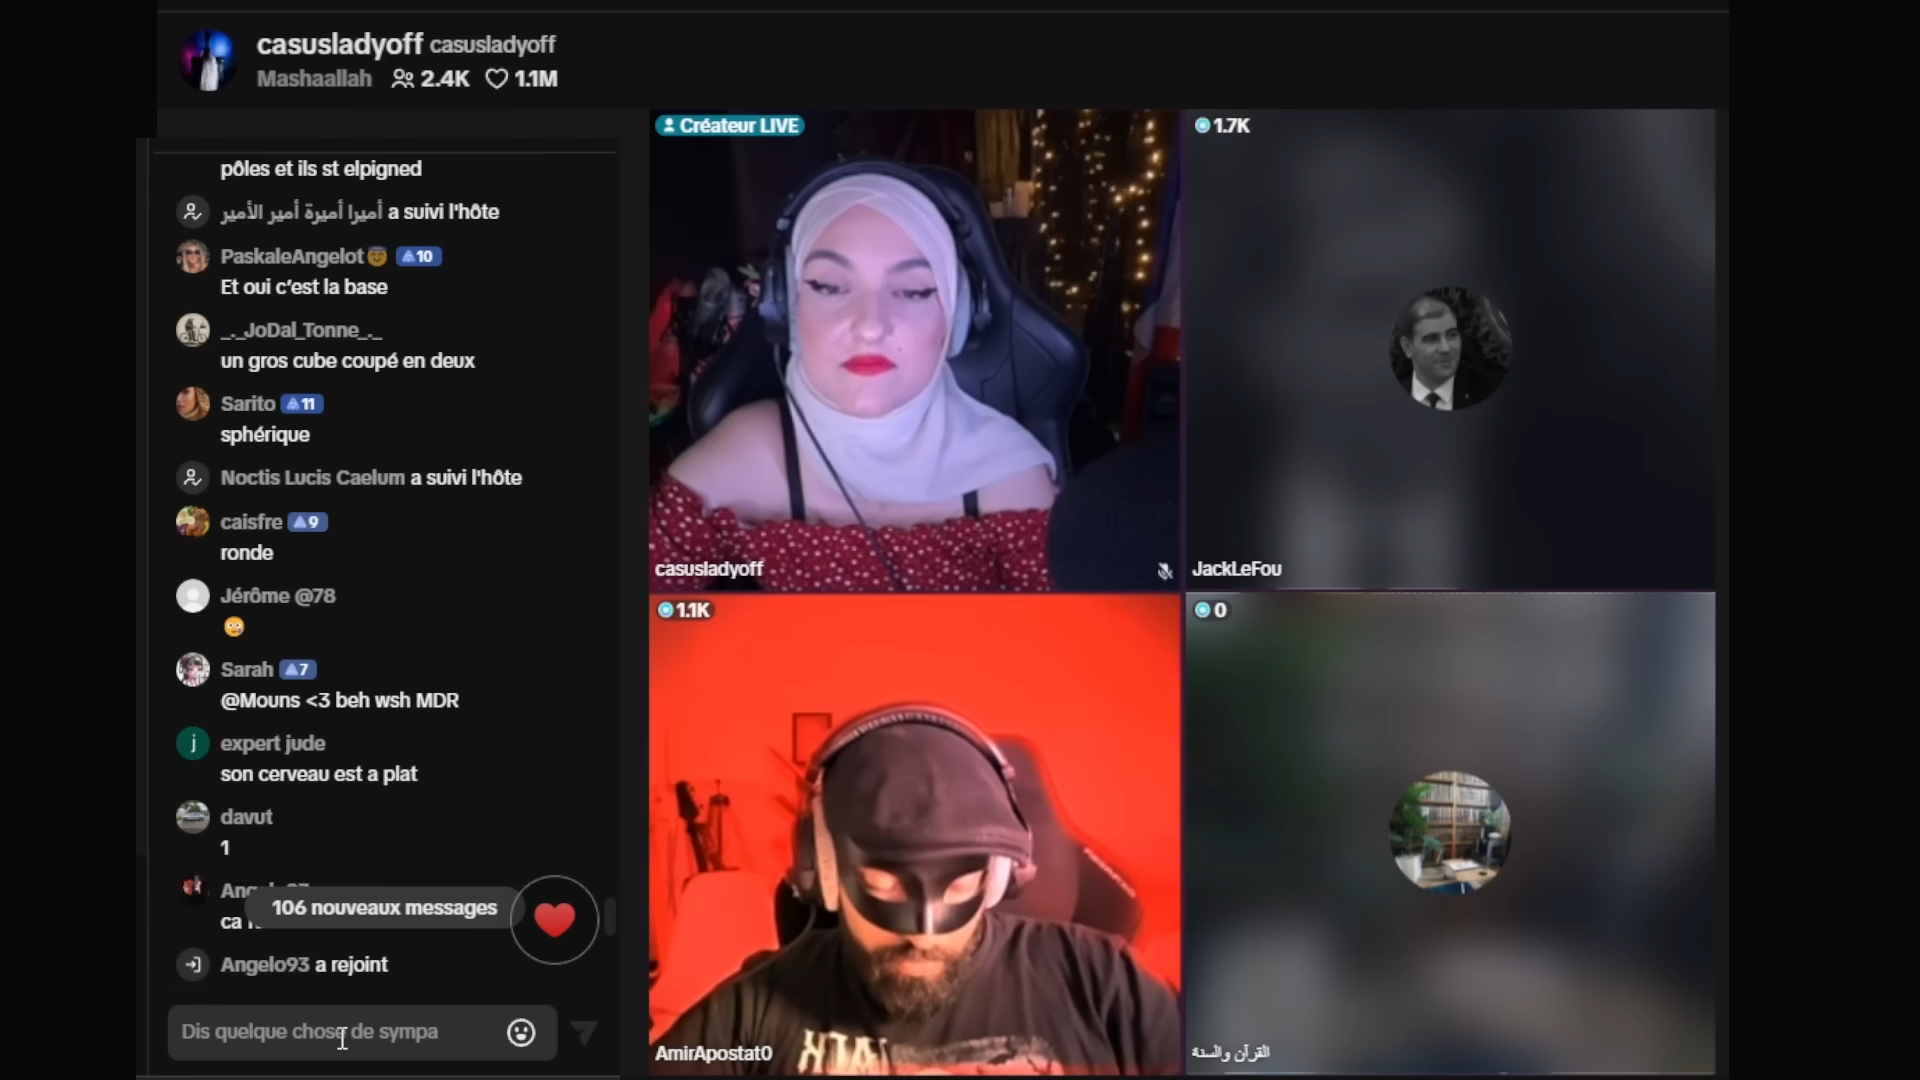 casusladyoff casusladyoff
Mashaallah 2.4K 1.1M
pôles et ils st elpigned
أميرا أميرة أمير الأمير a suivi l'hôte
PaskaleAngelot 10
Et oui c'est la base
_._JoDal_Tonne_._
un gros cube coupé en deux
Sarito 11
sphérique
Noctis Lucis Caelum a suivi l'hôte
caisfre 9
ronde
Jérôme @78
Sarah 7
@Mouns <3 beh wsh MDR
expert jude
son cerveau est a plat
davut
1
ca
106 nouveaux messages
Angelo93 a rejoint
Dis quelque chose de sympa
Créateur LIVE
casusladyoff
1.7K
JackLeFou
1.1K
AmirApostat0
0
القرآن والسنة